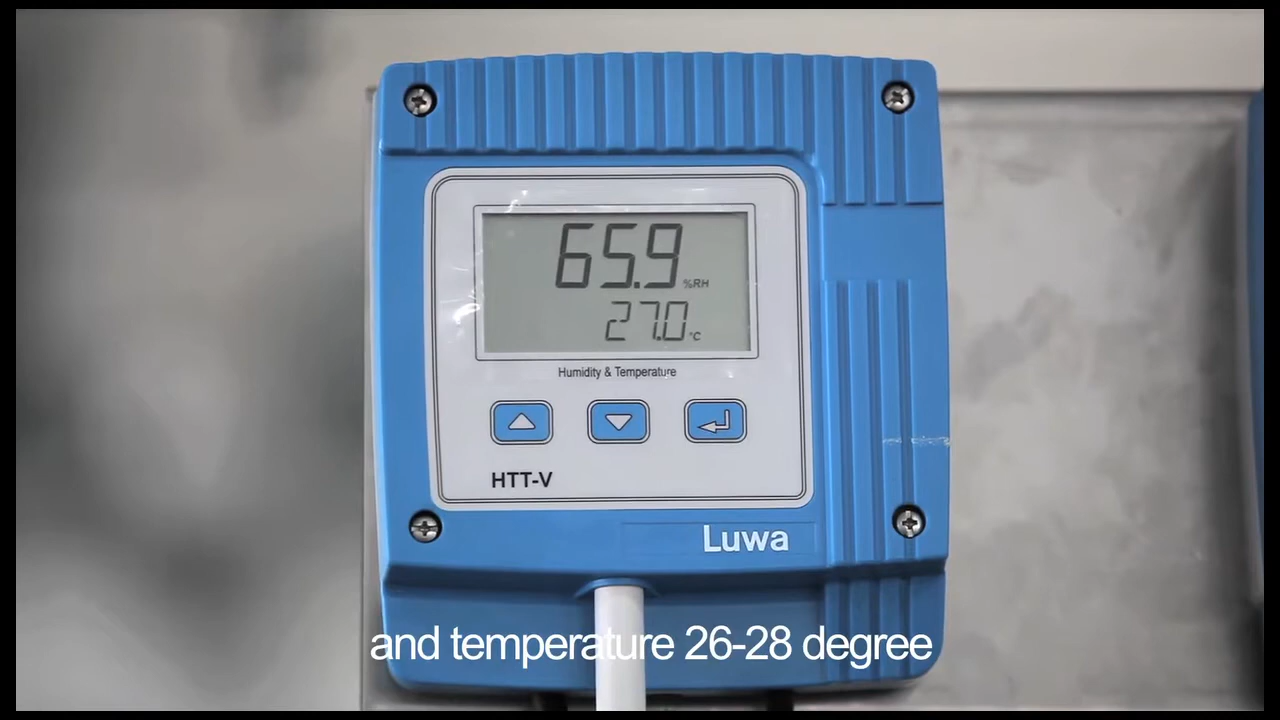 65.9 %RH
27.0 °C
Humidity & Temperature
HTT-V
Luwa
and temperature 26-28 degree